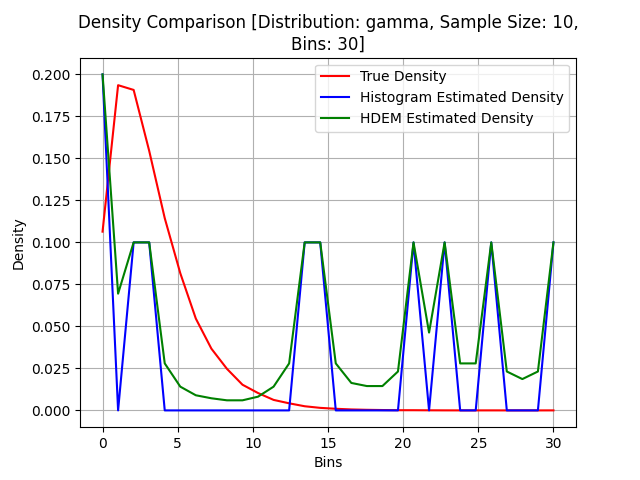 Density Comparison [Distribution: gamma, Sample Size: 10,
Bins: 30]
True Density
Histogram Estimated Density
HDEM Estimated Density
Density
0.200
0.175
0.150
0.125
0.100
0.075
0.050
0.025
0.000
0 5 10 15 20 25 30
Bins